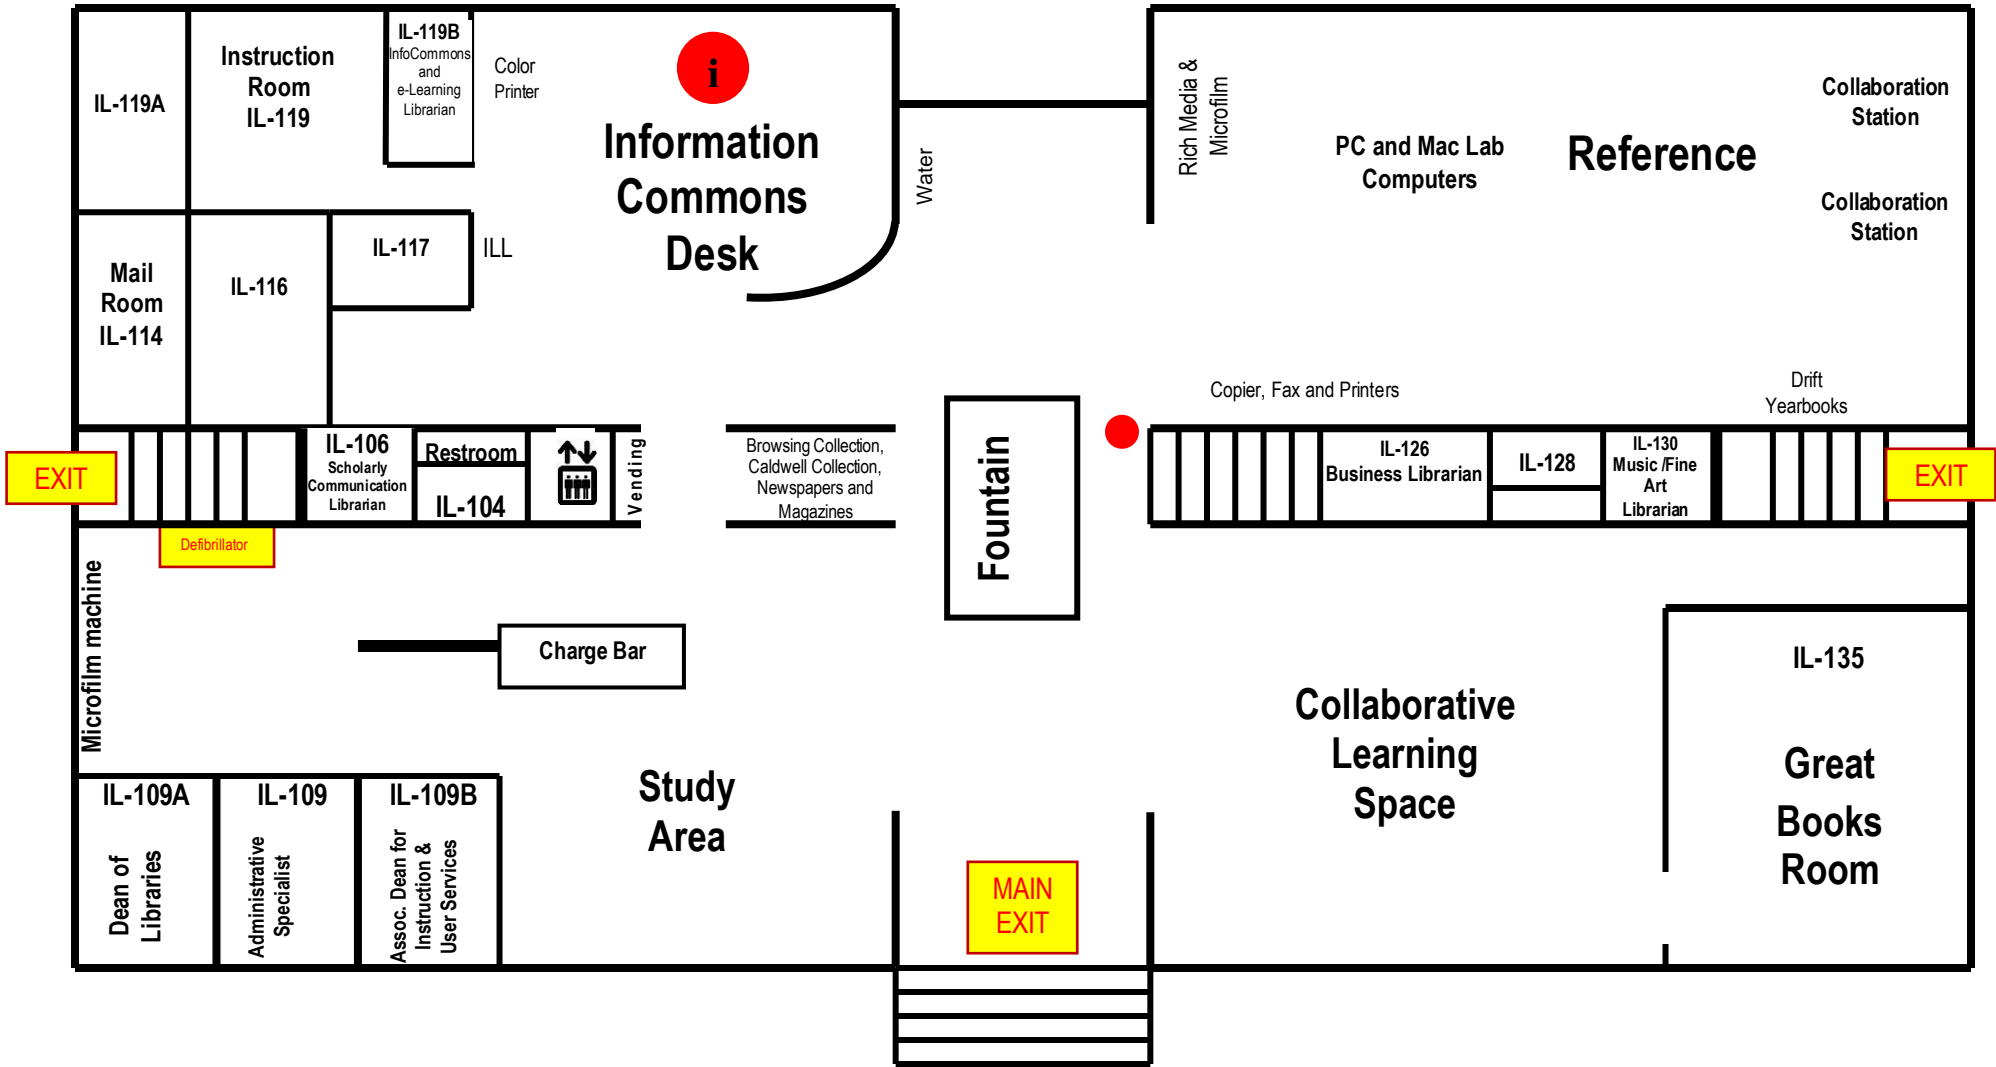 IL-119A
Instruction
Room
IL-119
IL-119B
InfoCommons
and
e-Learning
Librarian
Color
Printer
i
Information
Commons
Desk
Water
Rich Media &
Microfilm
PC and Mac Lab
Computers
Reference
Collaboration
Station
Collaboration
Station
Mail
Room
IL-114
IL-116
IL-117
ILL
Copier, Fax and Printers
Drift
Yearbooks
EXIT
IL-106
Scholarly
Communication
Librarian
Restroom
IL-104
Vending
Browsing Collection,
Caldwell Collection,
Newspapers and
Magazines
Fountain
IL-126
Business Librarian
IL-128
IL-130
Music /Fine
Art
Librarian
EXIT
Defibrillator
Microfilm machine
Charge Bar
Study
Area
Collaborative
Learning
Space
IL-135
Great
Books
Room
IL-109A
Dean of
Libraries
IL-109
Administrative
Specialist
IL-109B
Assoc. Dean for
Instruction &
User Services
MAIN
EXIT